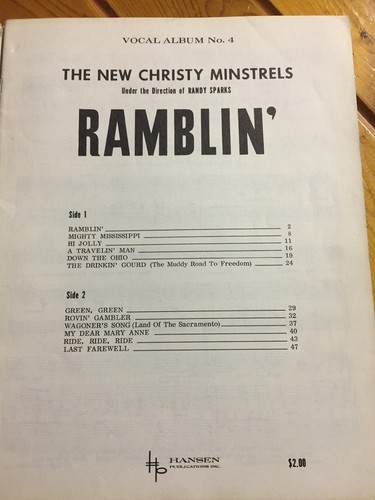 VOCAL ALBUM No. 4
THE NEW CHRISTY MINSTRELS
Under the Direction of RANDY SPARKS
RAMBLIN'
Side 1
RAMBLIN' 2
MIGHTY MISSISSIPPI 8
HI JOLLY 11
A TRAVELIN' MAN 16
DOWN THE OHIO 19
THE DRINKIN' GOURD (The Muddy Road To Freedom) 24
Side 2
GREEN, GREEN 29
ROVIN' GAMBLER 32
WAGONER'S SONG (Land Of The Sacramento) 37
MY DEAR MARY ANNE 40
RIDE, RIDE, RIDE 43
LAST FAREWELL 47
HANSEN
PUBLICATIONS INC.
$2.00